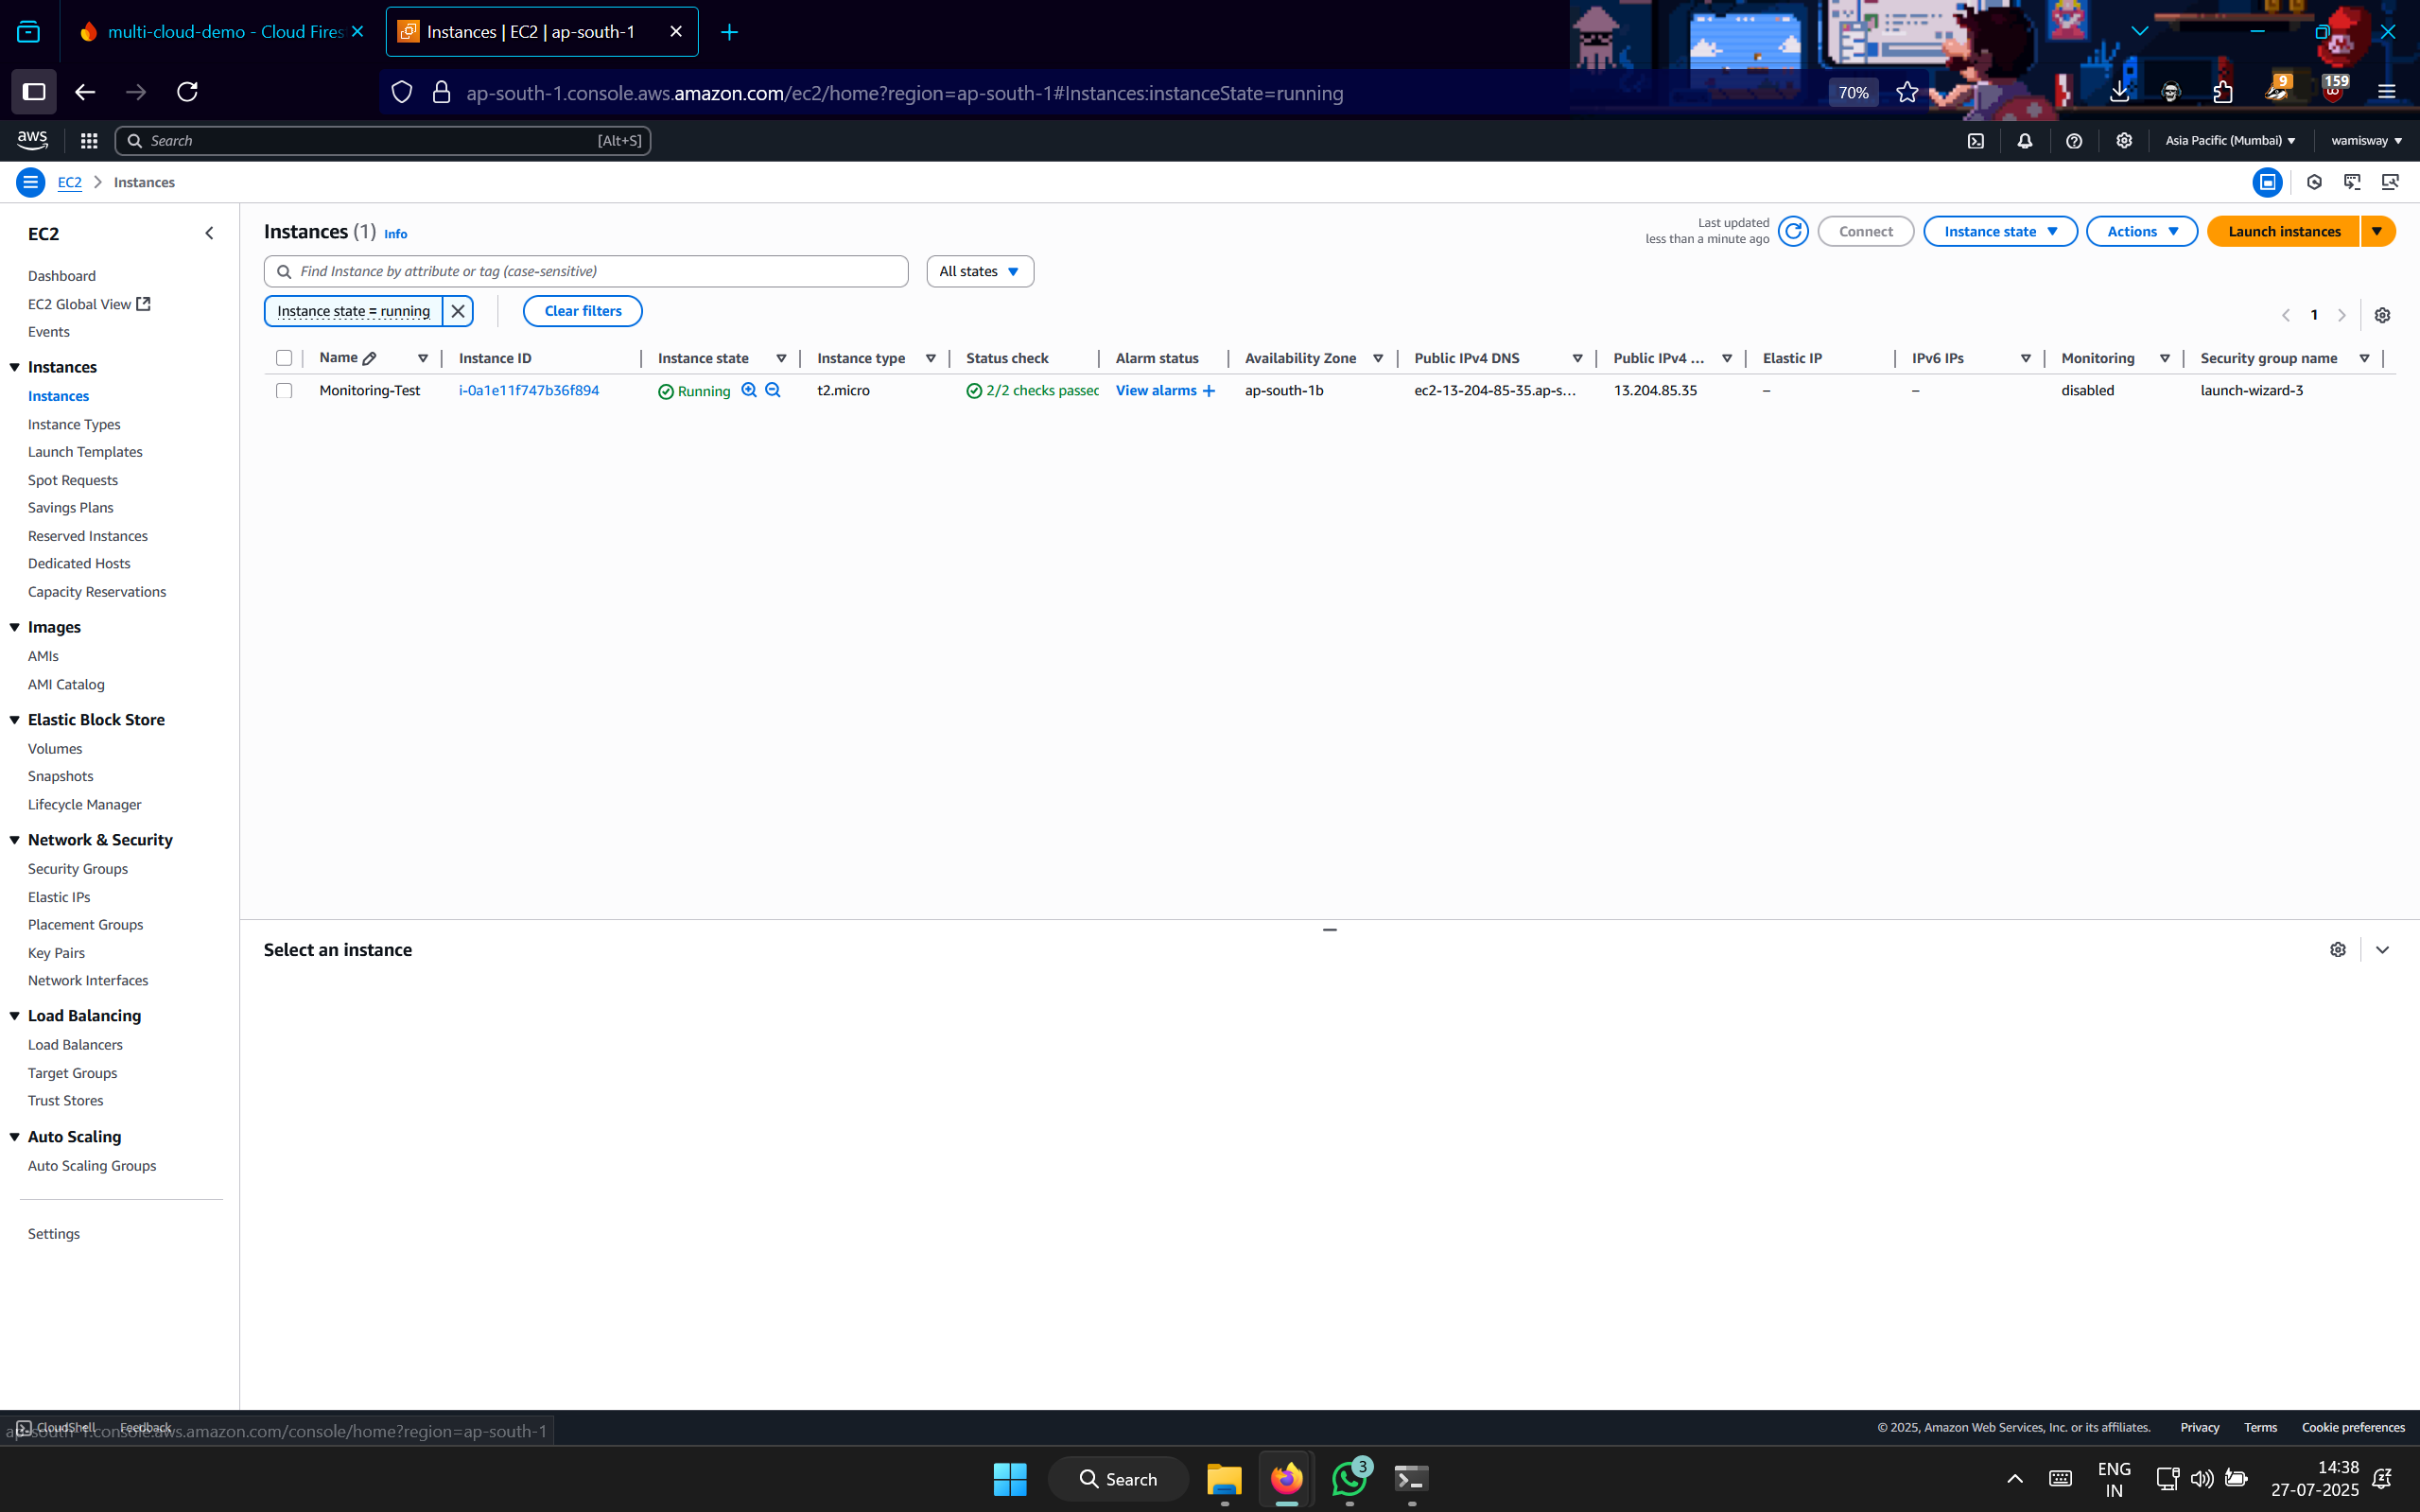 multi-cloud-demo - Cloud Fires
Instances | EC2 | ap-south-1
ap-south-1.console.aws.amazon.com/ec2/home?region=ap-south-1#Instances:instanceState=running
70%
9
159
aws
Search
[Alt+S]
Asia Pacific (Mumbai)
wamisway
EC2
Instances
EC2
Dashboard
EC2 Global View
Events
Instances
Instances
Instance Types
Launch Templates
Spot Requests
Savings Plans
Reserved Instances
Dedicated Hosts
Capacity Reservations
Images
AMIs
AMI Catalog
Elastic Block Store
Volumes
Snapshots
Lifecycle Manager
Network & Security
Security Groups
Elastic IPs
Placement Groups
Key Pairs
Network Interfaces
Load Balancing
Load Balancers
Target Groups
Trust Stores
Auto Scaling
Auto Scaling Groups
Settings
Instances (1) Info
Last updated
less than a minute ago
Connect
Instance state
Actions
Launch instances
Find Instance by attribute or tag (case-sensitive)
All states
Instance state = running
Clear filters
1
Name Instance ID Instance state Instance type Status check Alarm status Availability Zone Public IPv4 DNS Public IPv4 ... Elastic IP IPv6 IPs Monitoring Security group name
Monitoring-Test i-0a1e11f747b36f894 Running t2.micro 2/2 checks passec View alarms + ap-south-1b ec2-13-204-85-35.ap-s... 13.204.85.35 – – disabled launch-wizard-3
Select an instance
CloudShell Feedback
ap-south-1.console.aws.amazon.com/console/home?region=ap-south-1
© 2025, Amazon Web Services, Inc. or its affiliates. Privacy Terms Cookie preferences
Search
3
ENG
IN
14:38
27-07-2025